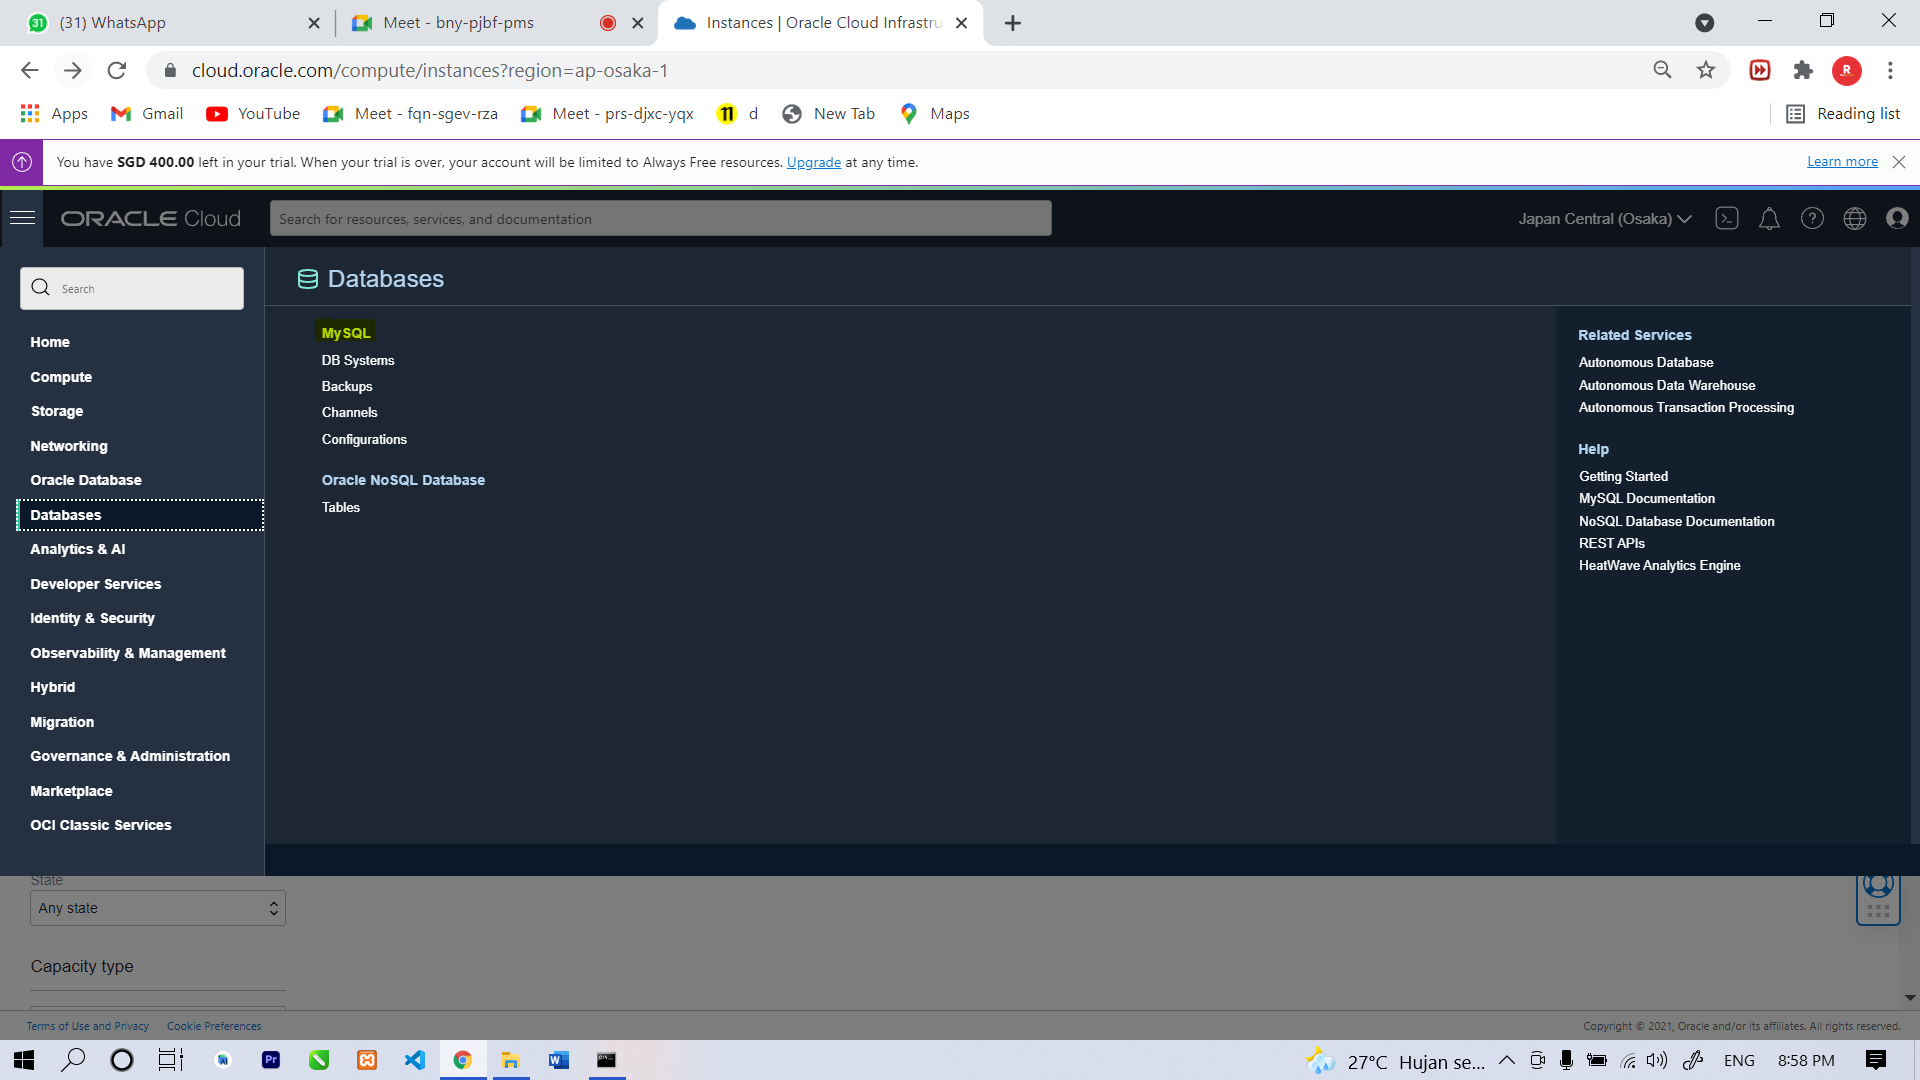 (31) WhatsApp
Meet - bny-pjbf-pms
Instances | Oracle Cloud Infrastru
cloud.oracle.com/compute/instances?region=ap-osaka-1
Apps
Gmail
YouTube
Meet - fqn-sgev-rza
Meet - prs-djxc-yqx
d
New Tab
Maps
Reading list
You have SGD 400.00 left in your trial. When your trial is over, your account will be limited to Always Free resources. Upgrade at any time.
Learn more
ORACLE Cloud
Search for resources, services, and documentation
Japan Central (Osaka)
Search
Home
Compute
Storage
Networking
Oracle Database
Databases
Analytics & AI
Developer Services
Identity & Security
Observability & Management
Hybrid
Migration
Governance & Administration
Marketplace
OCI Classic Services
Databases
MySQL
DB Systems
Backups
Channels
Configurations
Oracle NoSQL Database
Tables
Related Services
Autonomous Database
Autonomous Data Warehouse
Autonomous Transaction Processing
Help
Getting Started
MySQL Documentation
NoSQL Database Documentation
REST APIs
HeatWave Analytics Engine
State
Any state
Capacity type
Terms of Use and Privacy
Cookie Preferences
Copyright © 2021, Oracle and/or its affiliates. All rights reserved.
Pr
27°C Hujan se...
ENG
8:58 PM